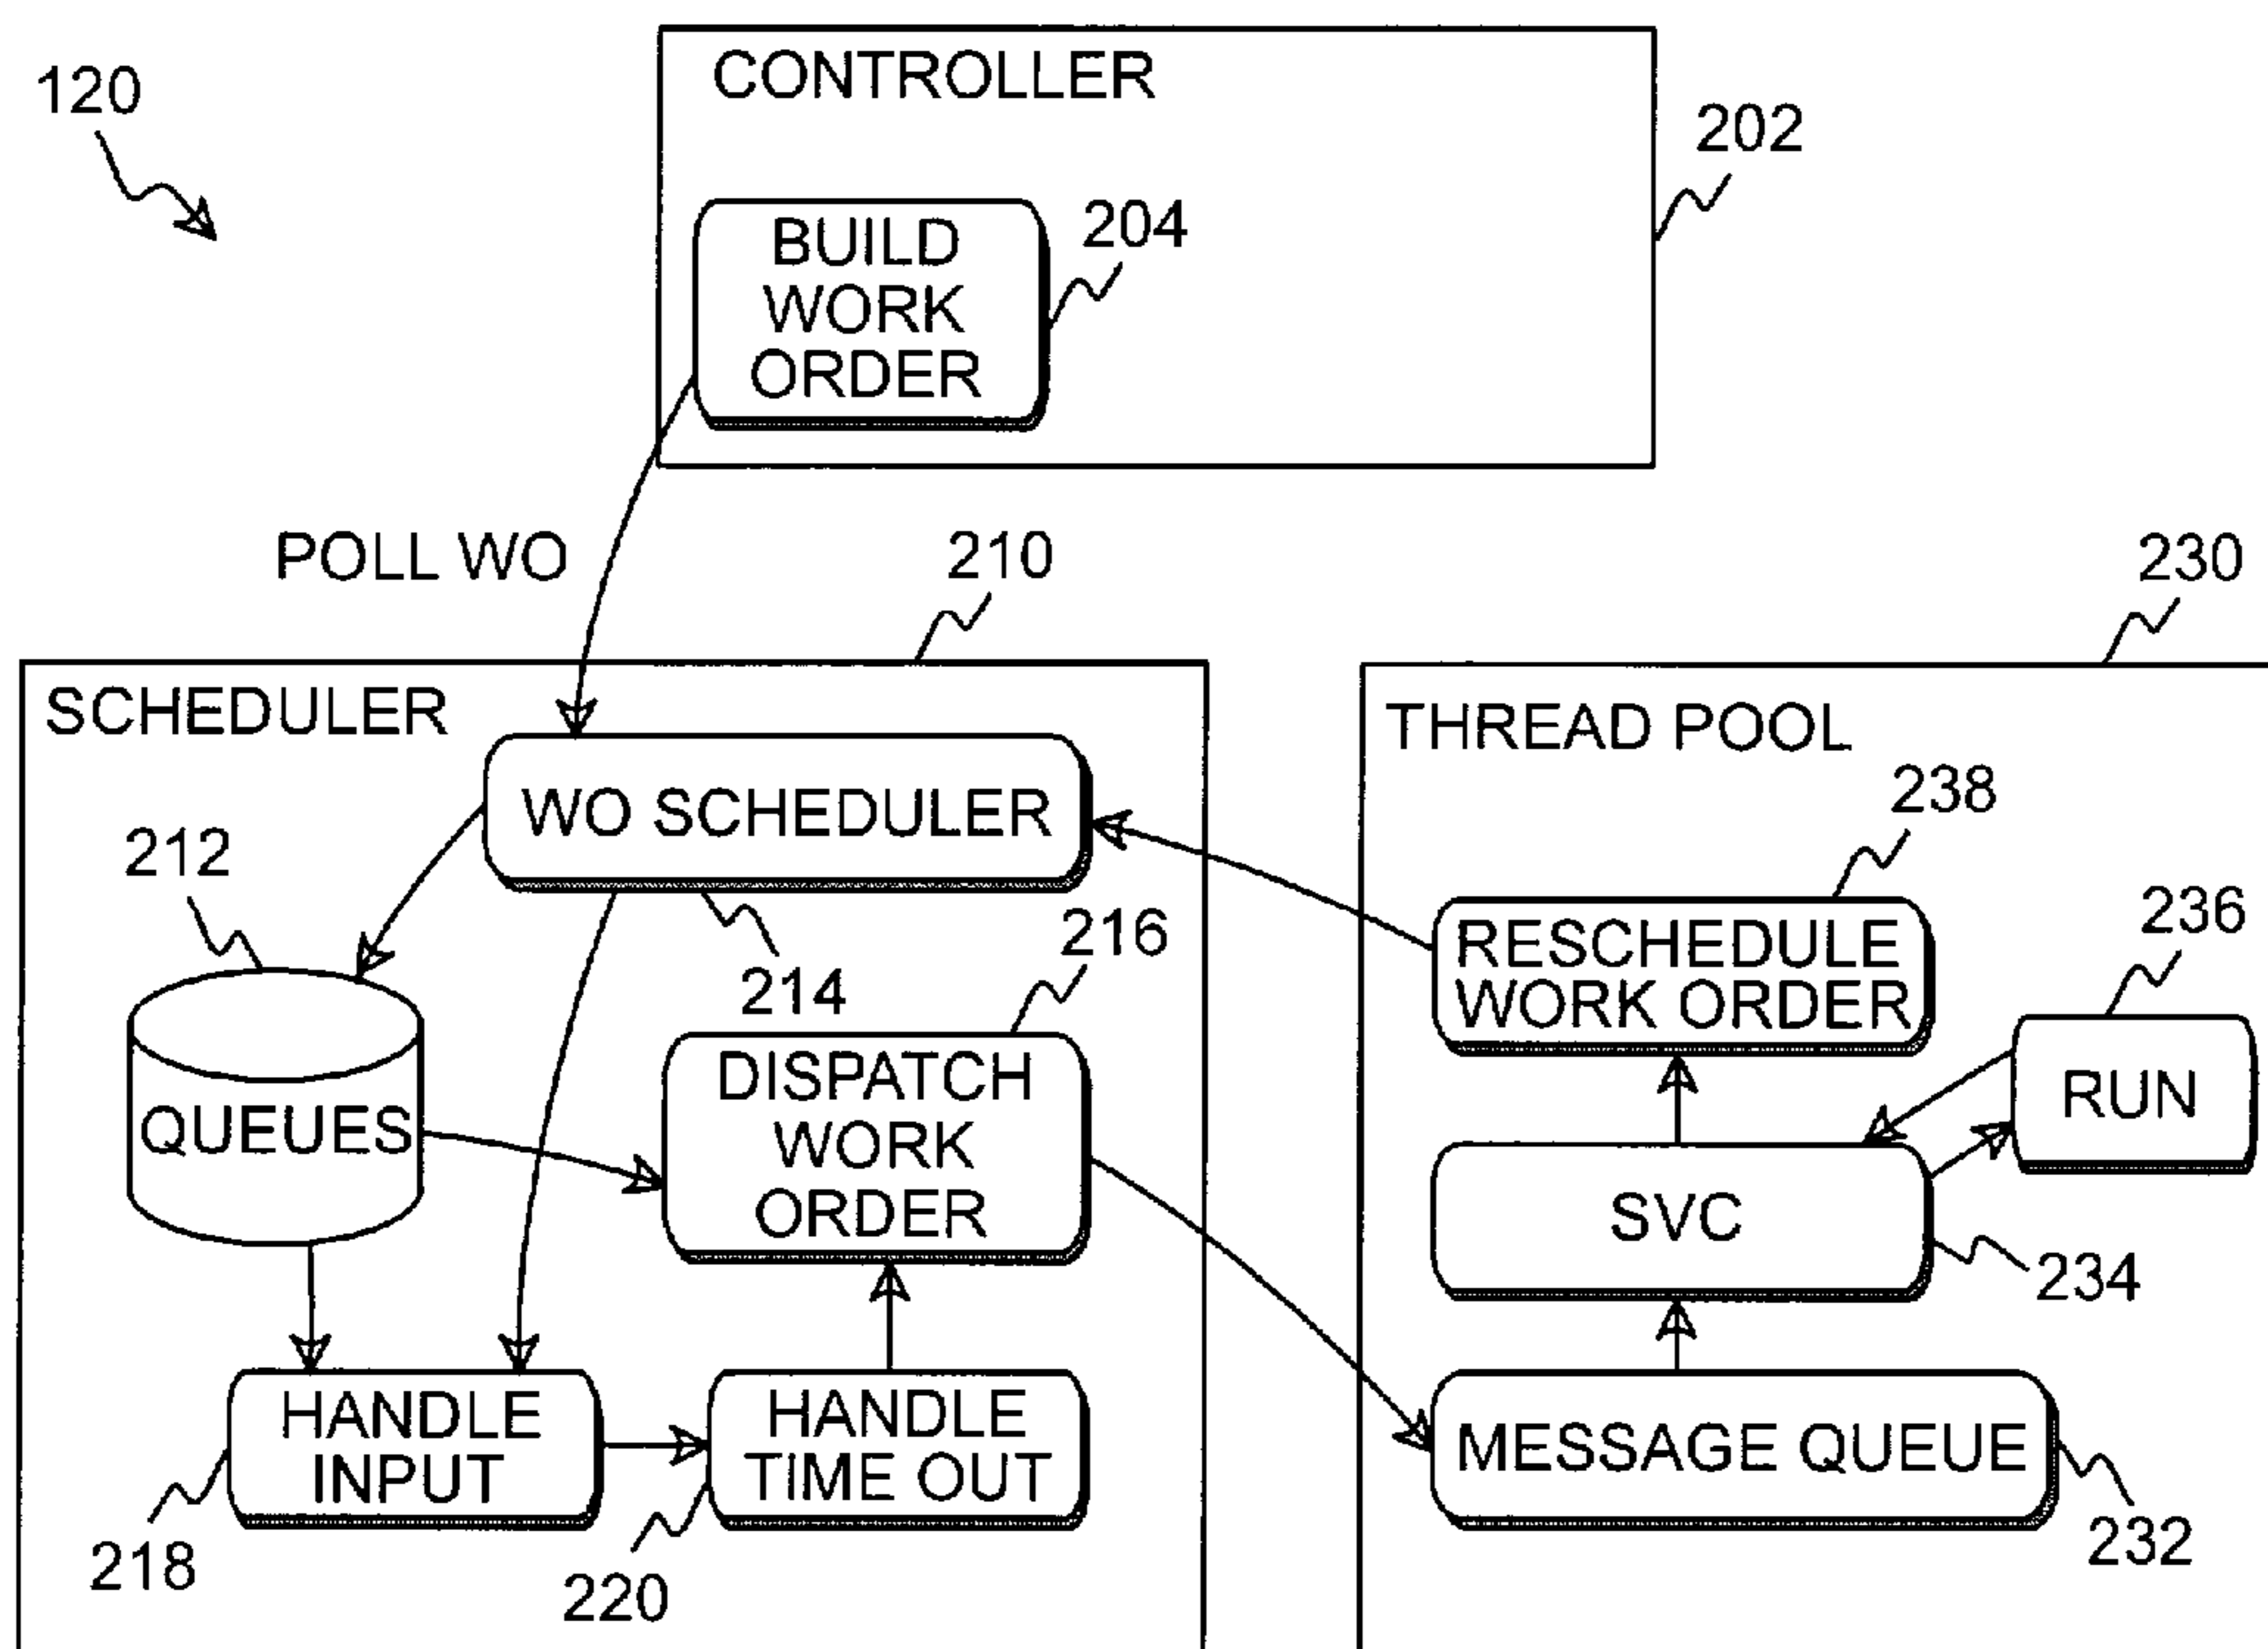 CONTROLLER
120
202
BUILD
WORK
ORDER
204
POLL WO
210
230
SCHEDULER
THREAD POOL
WO SCHEDULER
238
212
236
216
RESCHEDULE
WORK ORDER
214
DISPATCH
WORK
ORDER
RUN
QUEUES
SVC
234
HANDLE
INPUT
HANDLE
TIME OUT
MESSAGE QUEUE
218
220
232